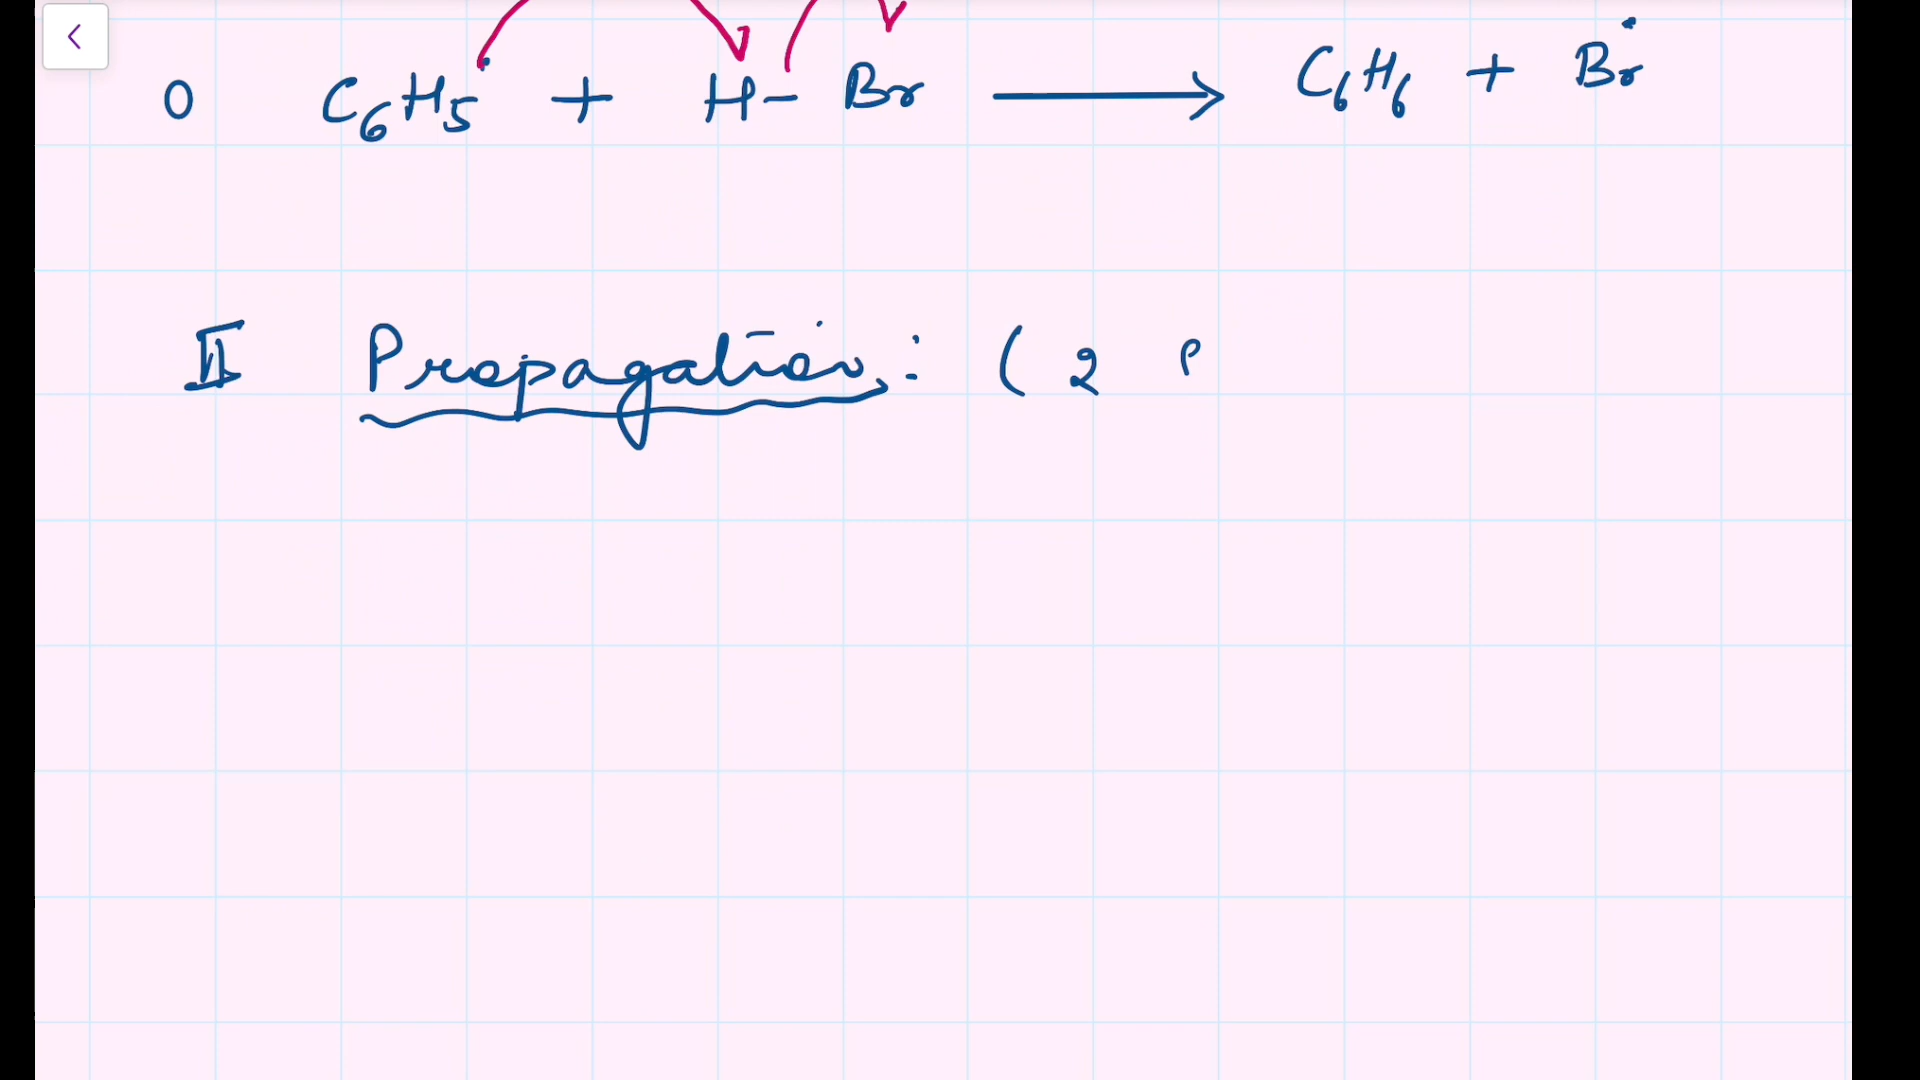 0 C₆H₅˙ + H - Br ⟶ C₆H₆ + Br˙
II Propagation : ( 2 P